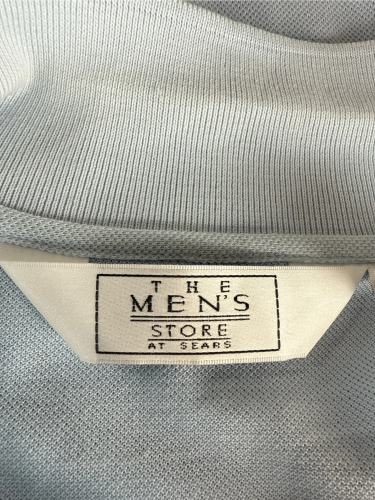 THE
MEN'S
STORE
AT SEARS